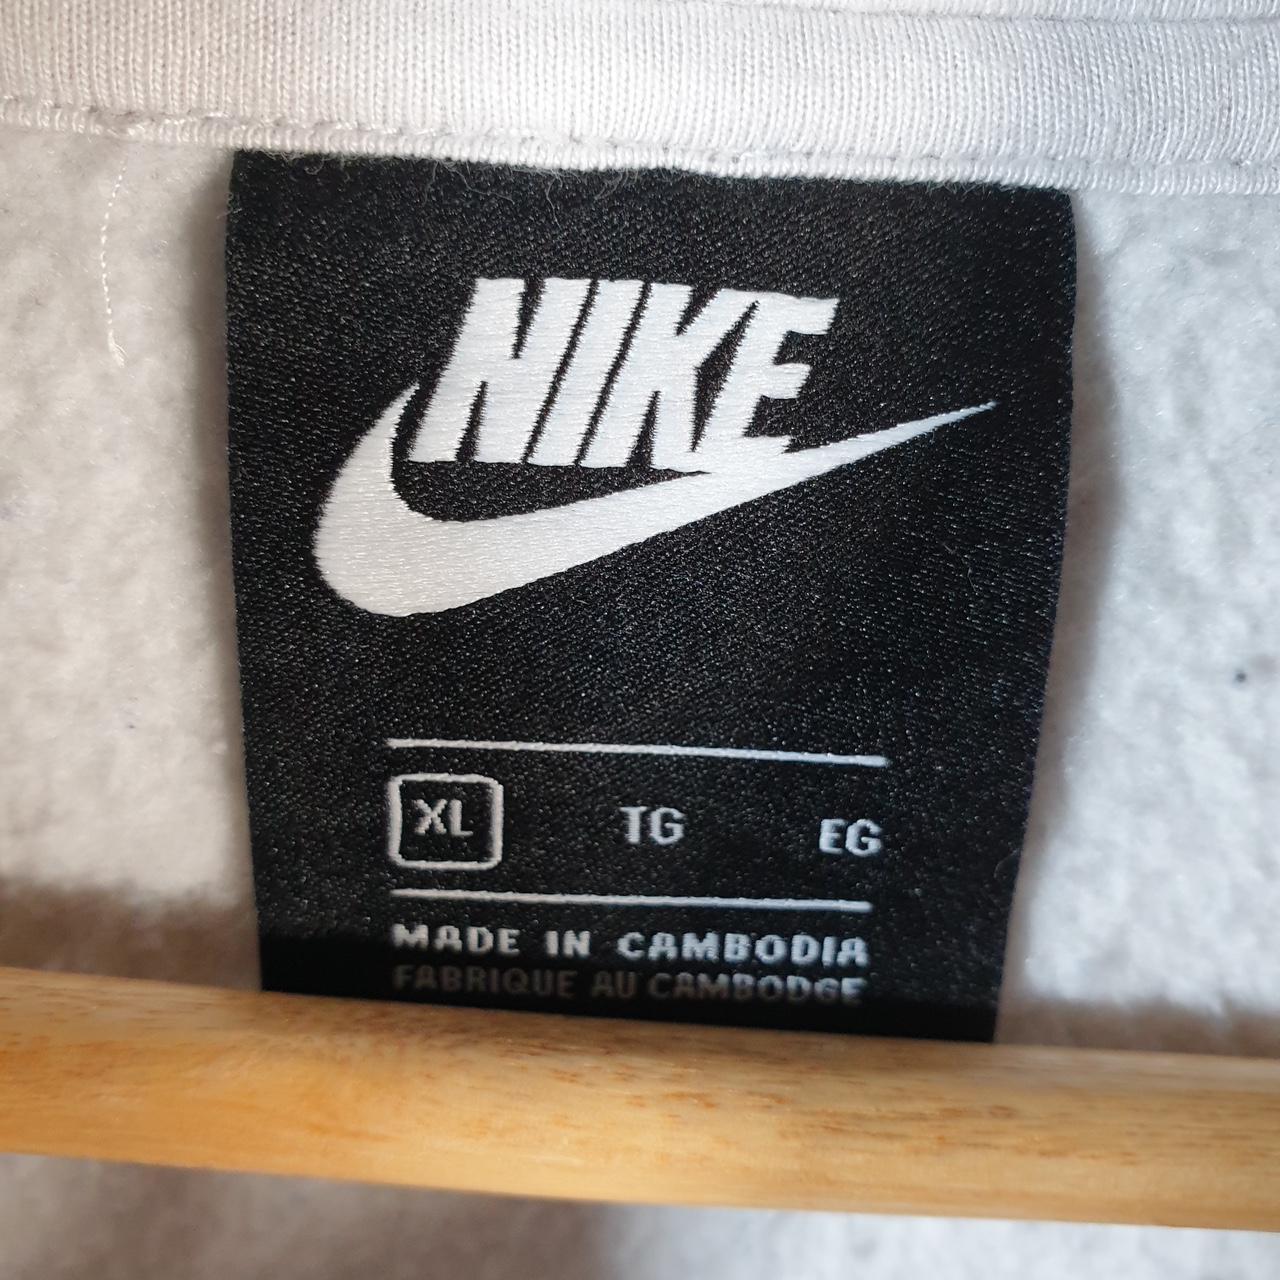 NIKE
XL TG EG
MADE IN CAMBODIA
FABRIQUE AU CAMBODGE